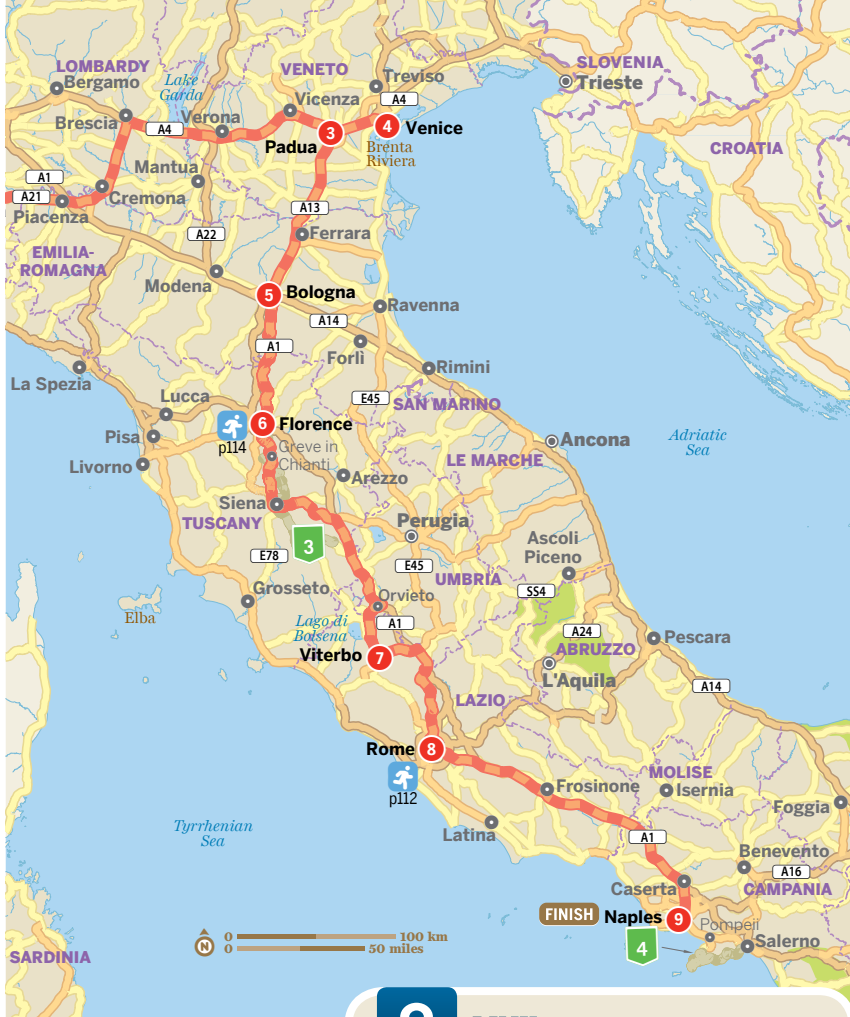 LOMBARDY
Bergamo
Lake
Garda
VENETO
Treviso
SLOVENIA
Trieste
Vicenza
A4
Brescia
A4
Verona
3
4
Venice
Padua
Brenta
Riviera
CROATIA
Mantua
A1
A21
Cremona
Piacenza
A13
A22
Ferrara
EMILIA-
ROMAGNA
Modena
5
Bologna
Ravenna
A14
A1
Forlì
Rimini
La Spezia
Lucca
E45
SAN MARINO
6
Florence
Pisa
p114
Greve in
Chianti
Ancona
Adriatic
Sea
Livorno
LE MARCHE
Arezzo
Siena
TUSCANY
Perugia
3
Ascoli
Piceno
E78
E45
UMBRIA
Grosseto
Orvieto
SS4
Elba
Lago di
Bolsena
A1
A24
Pescara
Viterbo
7
ABRUZZO
L'Aquila
LAZIO
A14
Rome
8
p112
Frosinone
MOLISE
Isernia
Foggia
Tyrrhenian
Sea
Latina
A1
Benevento
A16
Caserta
CAMPANIA
FINISH
Naples
9
Pompeii
4
Salerno
N
0
100 km
0
50 miles
SARDINIA